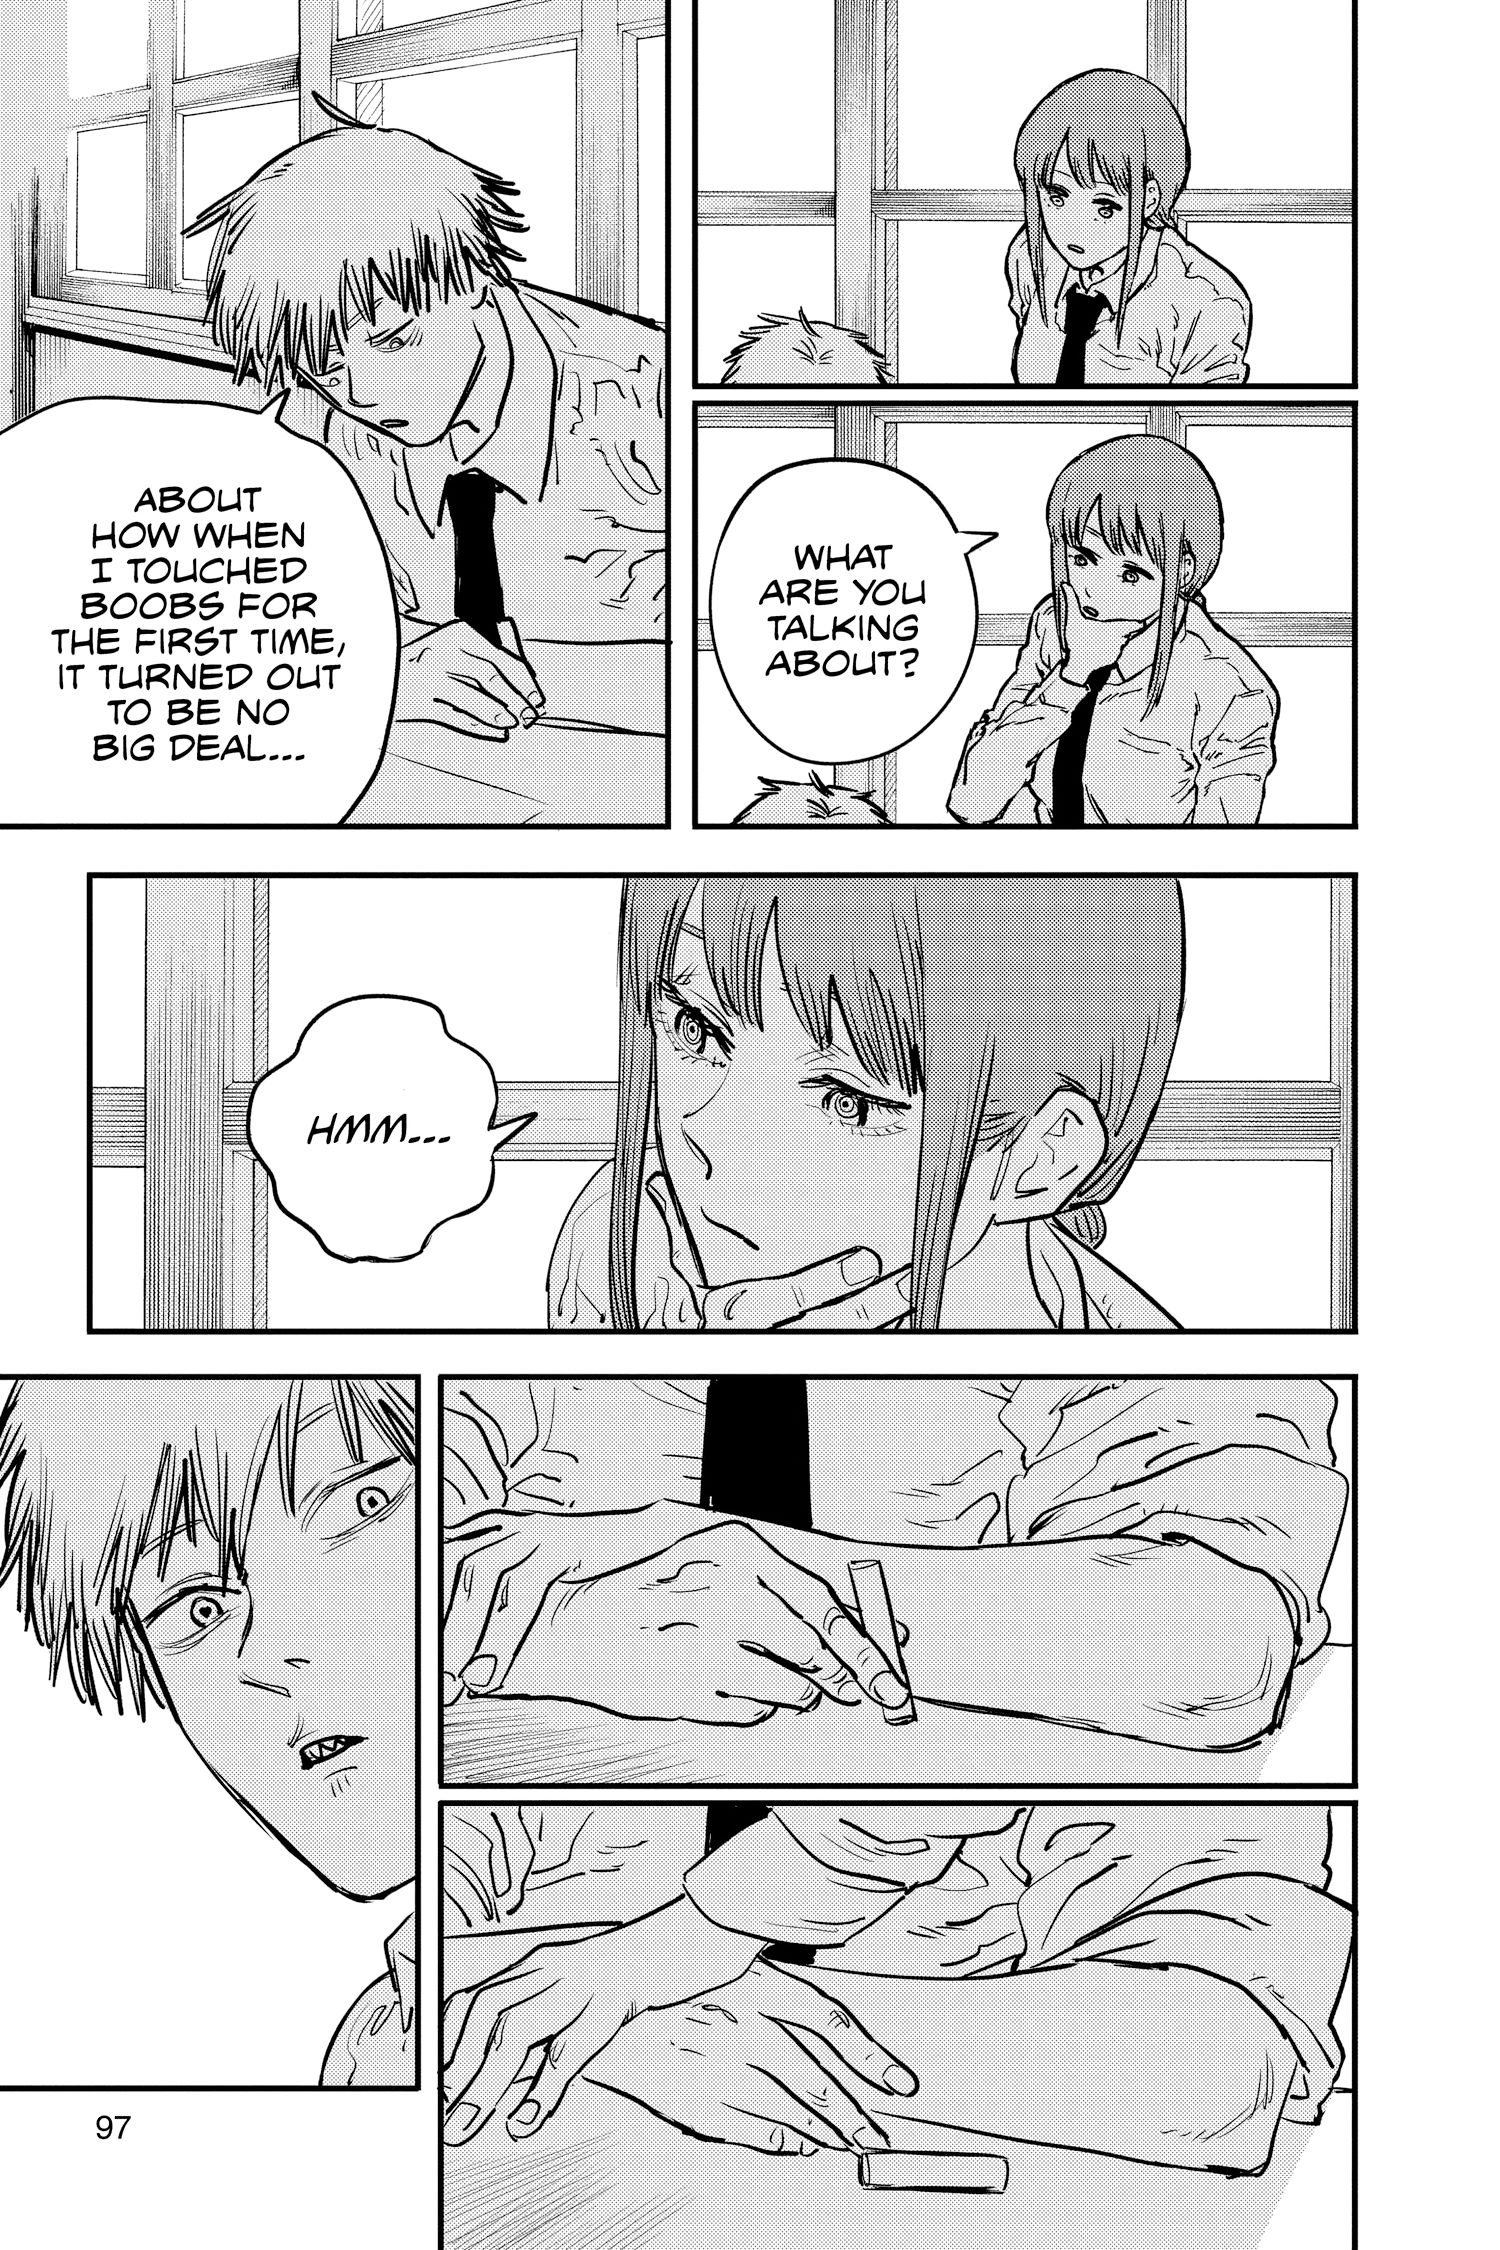 WHAT
ARE YOU
TALKING
ABOUT?
ABOUT
HOW WHEN
I TOUCHED
BOOBS FOR
THE FIRST TIME,
IT TURNED OUT
TO BE NO
BIG DEAL...
HMM...
97